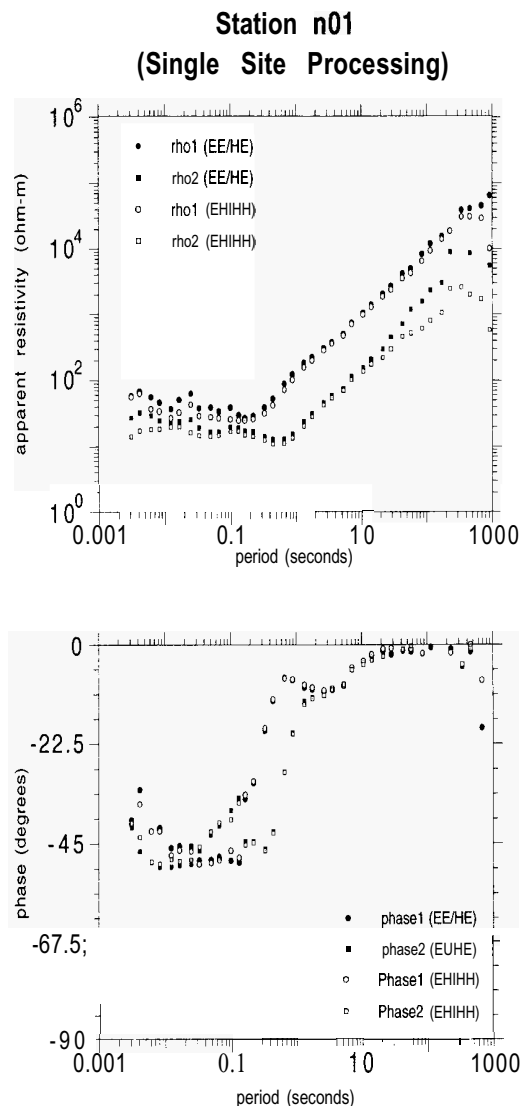 Station n01
(Single Site Processing)
10^6
rho1 (EE/HE)
rho2 (EE/HE)
rho1 (EHIHH)
rho2 (EHIHH)
10^4
10^2
10^0
apparent resistivity (ohm-m)
0.001
0.1
10
1000
period (seconds)
0
-22.5
-45
-67.5;
-90
phase (degrees)
phase1 (EE/HE)
phase2 (EUHE)
Phase1 (EHIHH)
Phase2 (EHIHH)
0.001
0.1
10
1000
period (seconds)